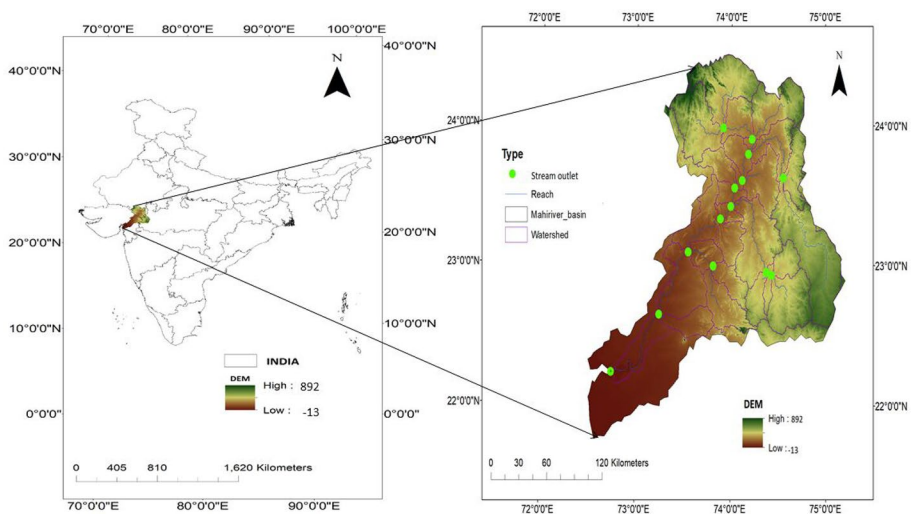 70°0'0"E 80°0'0"E 90°0'0"E 100°0'0"E
40°0'0"N
30°0'0"N
20°0'0"N
10°0'0"N
0°0'0"
N
40°0'0"N
30°0'0"N
20°0'0"N
10°0'0"N
0°0'0"
INDIA
DEM
High : 892
Low : -13
0 405 810 1,620 Kilometers
70°0'0"E 80°0'0"E 90°0'0"E
72°0'0"E 73°0'0"E 74°0'0"E 75°0'0"E
24°0'0"N
23°0'0"N
22°0'0"N
N
24°0'0"N
23°0'0"N
22°0'0"N
Type
Stream outlet
Reach
Mahiriver_basin
Watershed
DEM
High : 892
Low : -13
0 30 60 120 Kilometers
72°0'0"E 73°0'0"E 74°0'0"E 75°0'0"E